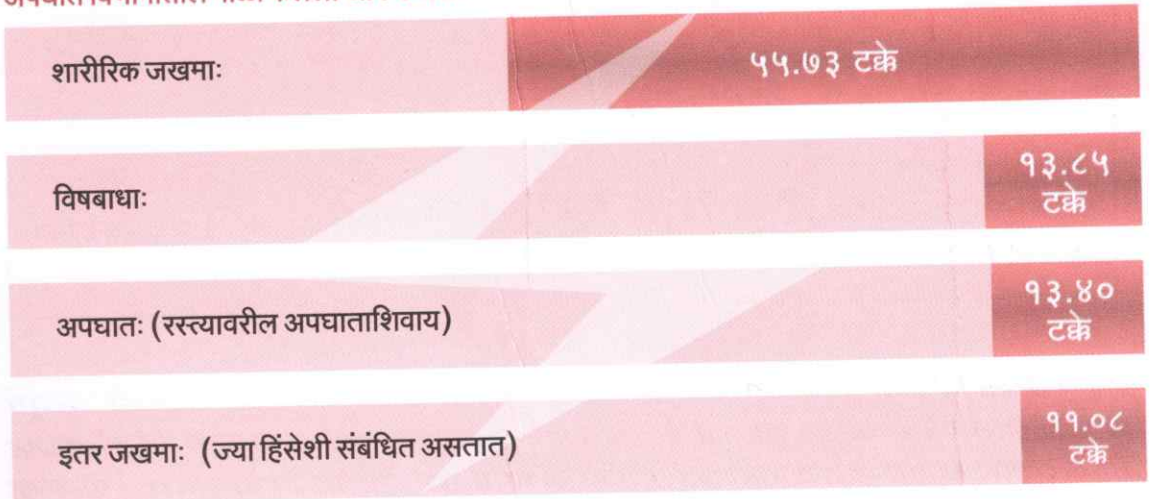 शारीरिक जखमाः
५५.७३ टक्के
विषबाधाः
१३.८५
टक्के
अपघातः (रस्त्यावरील अपघाताशिवाय)
१३.४०
टक्के
इतर जखमाः (ज्या हिंसेशी संबंधित असतात)
११.०८
टक्के